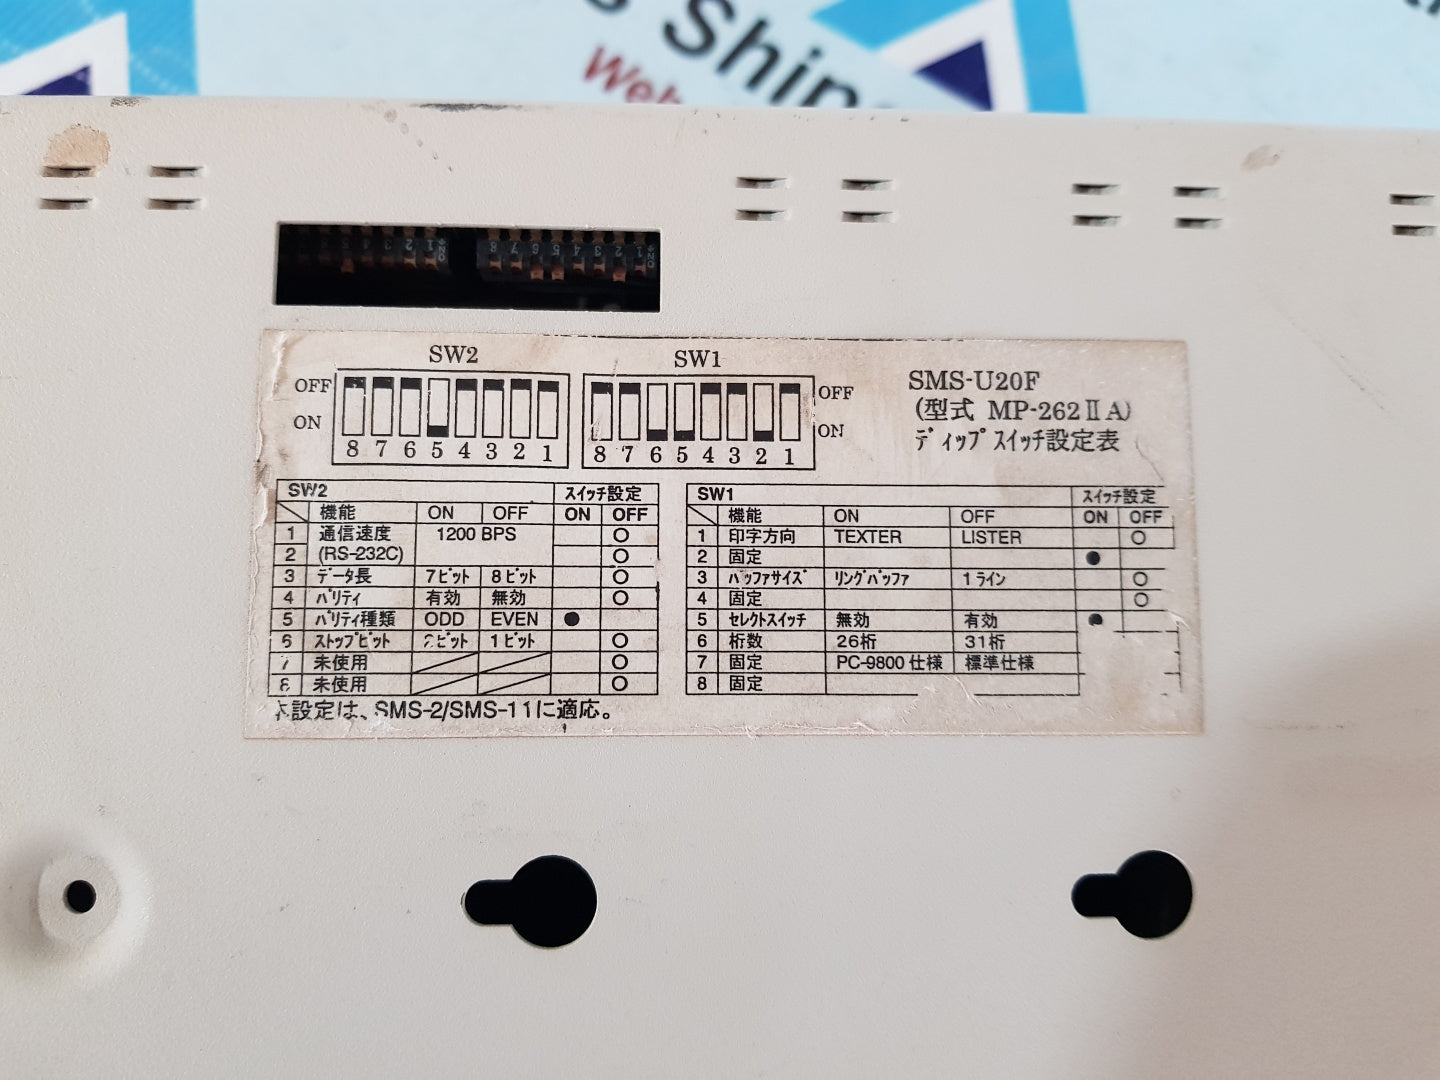 Ship
Web
8 7 6 5 4 3 2 1
SW2
SW1
OFF
ON
8 7 6 5 4 3 2 1
8 7 6 5 4 3 2 1
OFF
ON
SMS-U20F
(型式 MP-262ⅡA)
ディップスイッチ設定表
SW2 スイッチ設定
機能 ON OFF ON OFF
1 通信速度 1200 BPS ○
2 (RS-232C) ○
3 データ長 7ビット 8ビット ○
4 パリティ 有効 無効 ○
5 パリティ種類 ODD EVEN ●
6 ストップビット 2ビット 1ビット ○
7 未使用 ○
8 未使用 ○
本設定は、SMS-2/SMS-11に適応。
SW1 スイッチ設定
機能 ON OFF ON OFF
1 印字方向 TEXTER LISTER ○
2 固定 ●
3 バッファサイズ リングバッファ 1ライン ○
4 固定 ○
5 セレクトスイッチ 無効 有効 ●
6 桁数 26桁 31桁
7 固定 PC-9800仕様 標準仕様
8 固定